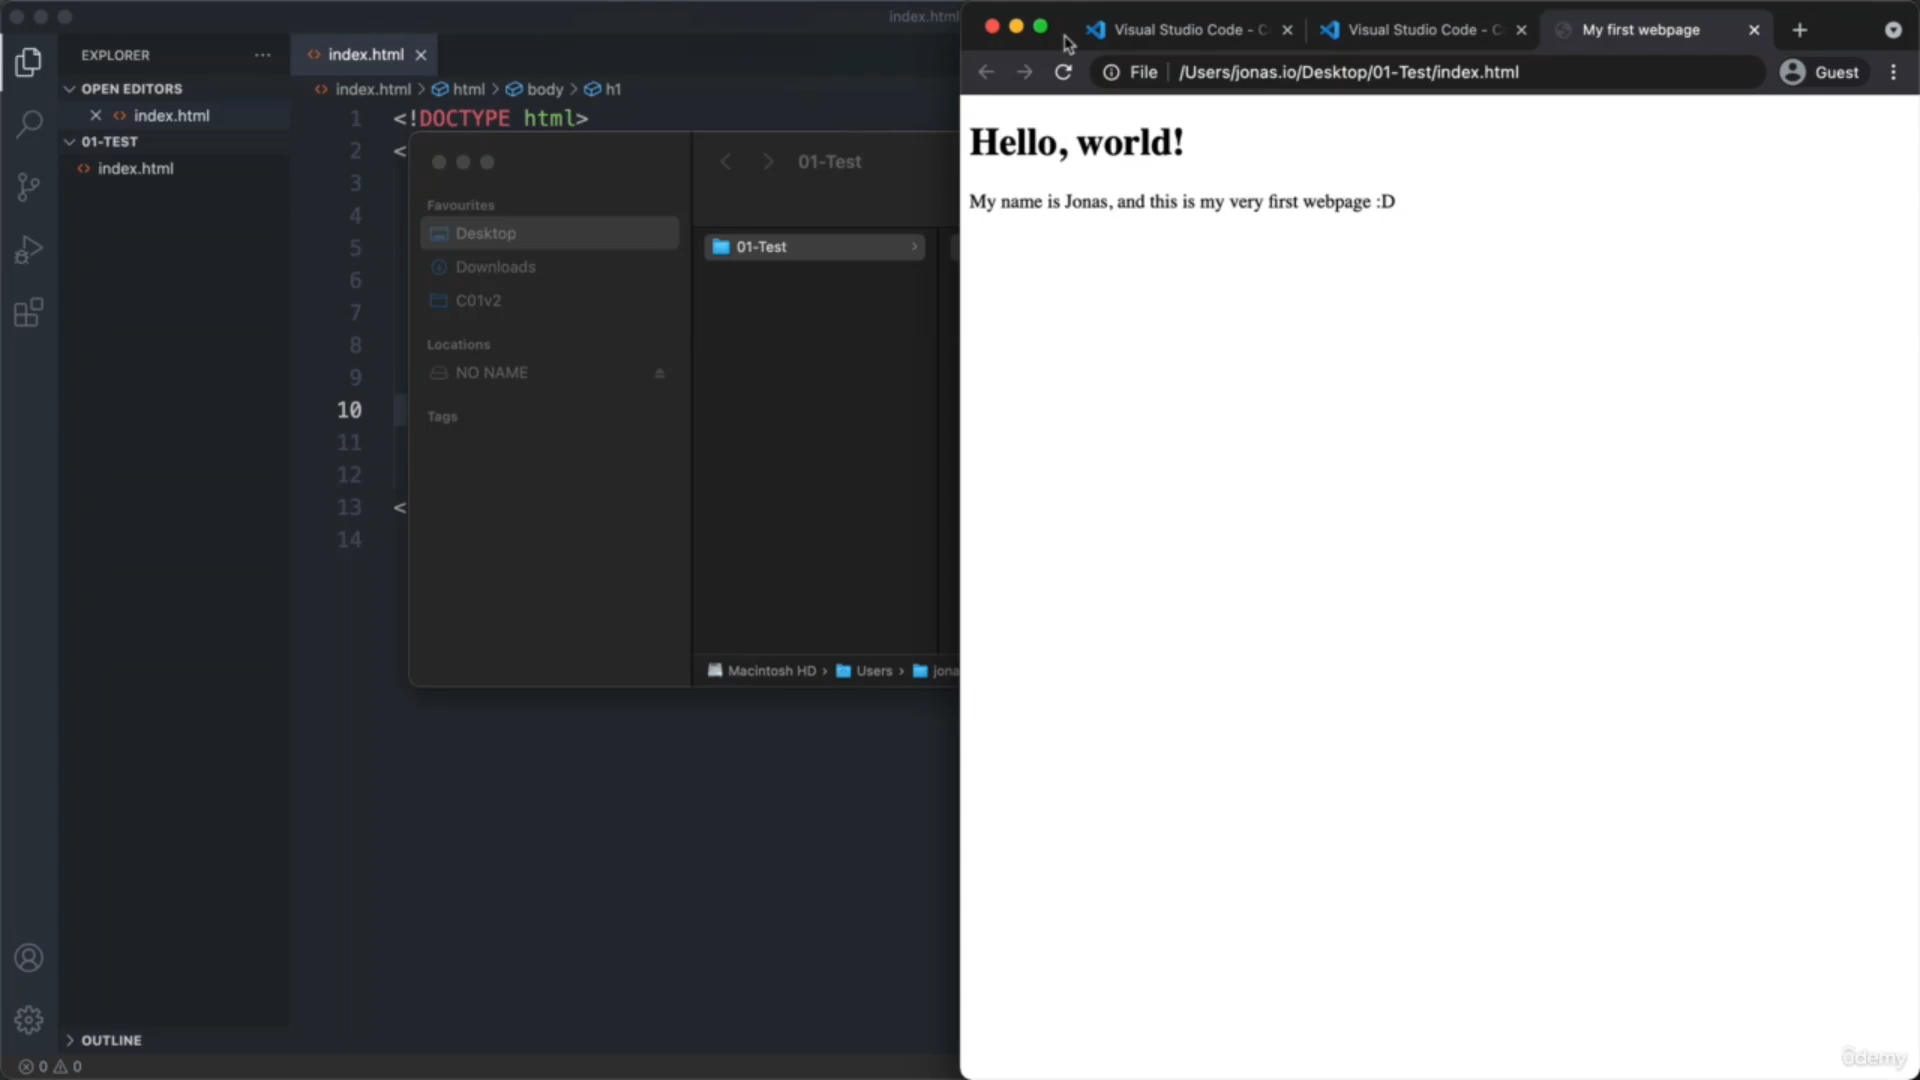 index.html
EXPLORER
···
OPEN EDITORS
index.html
01-TEST
index.html
OUTLINE
0 0
index.html
index.html > html > body > h1
1 <!DOCTYPE html>
2 <
3
4
5
6
7
8
9
10
11
12
13 <
14
Favourites
Desktop
Downloads
C01v2
Locations
NO NAME
Tags
01-Test
01-Test
Macintosh HD › Users › jona
Visual Studio Code - C
Visual Studio Code - C
My first webpage
File
/Users/jonas.io/Desktop/01-Test/index.html
Guest
Hello, world!
My name is Jonas, and this is my very first webpage :D
ûdemy